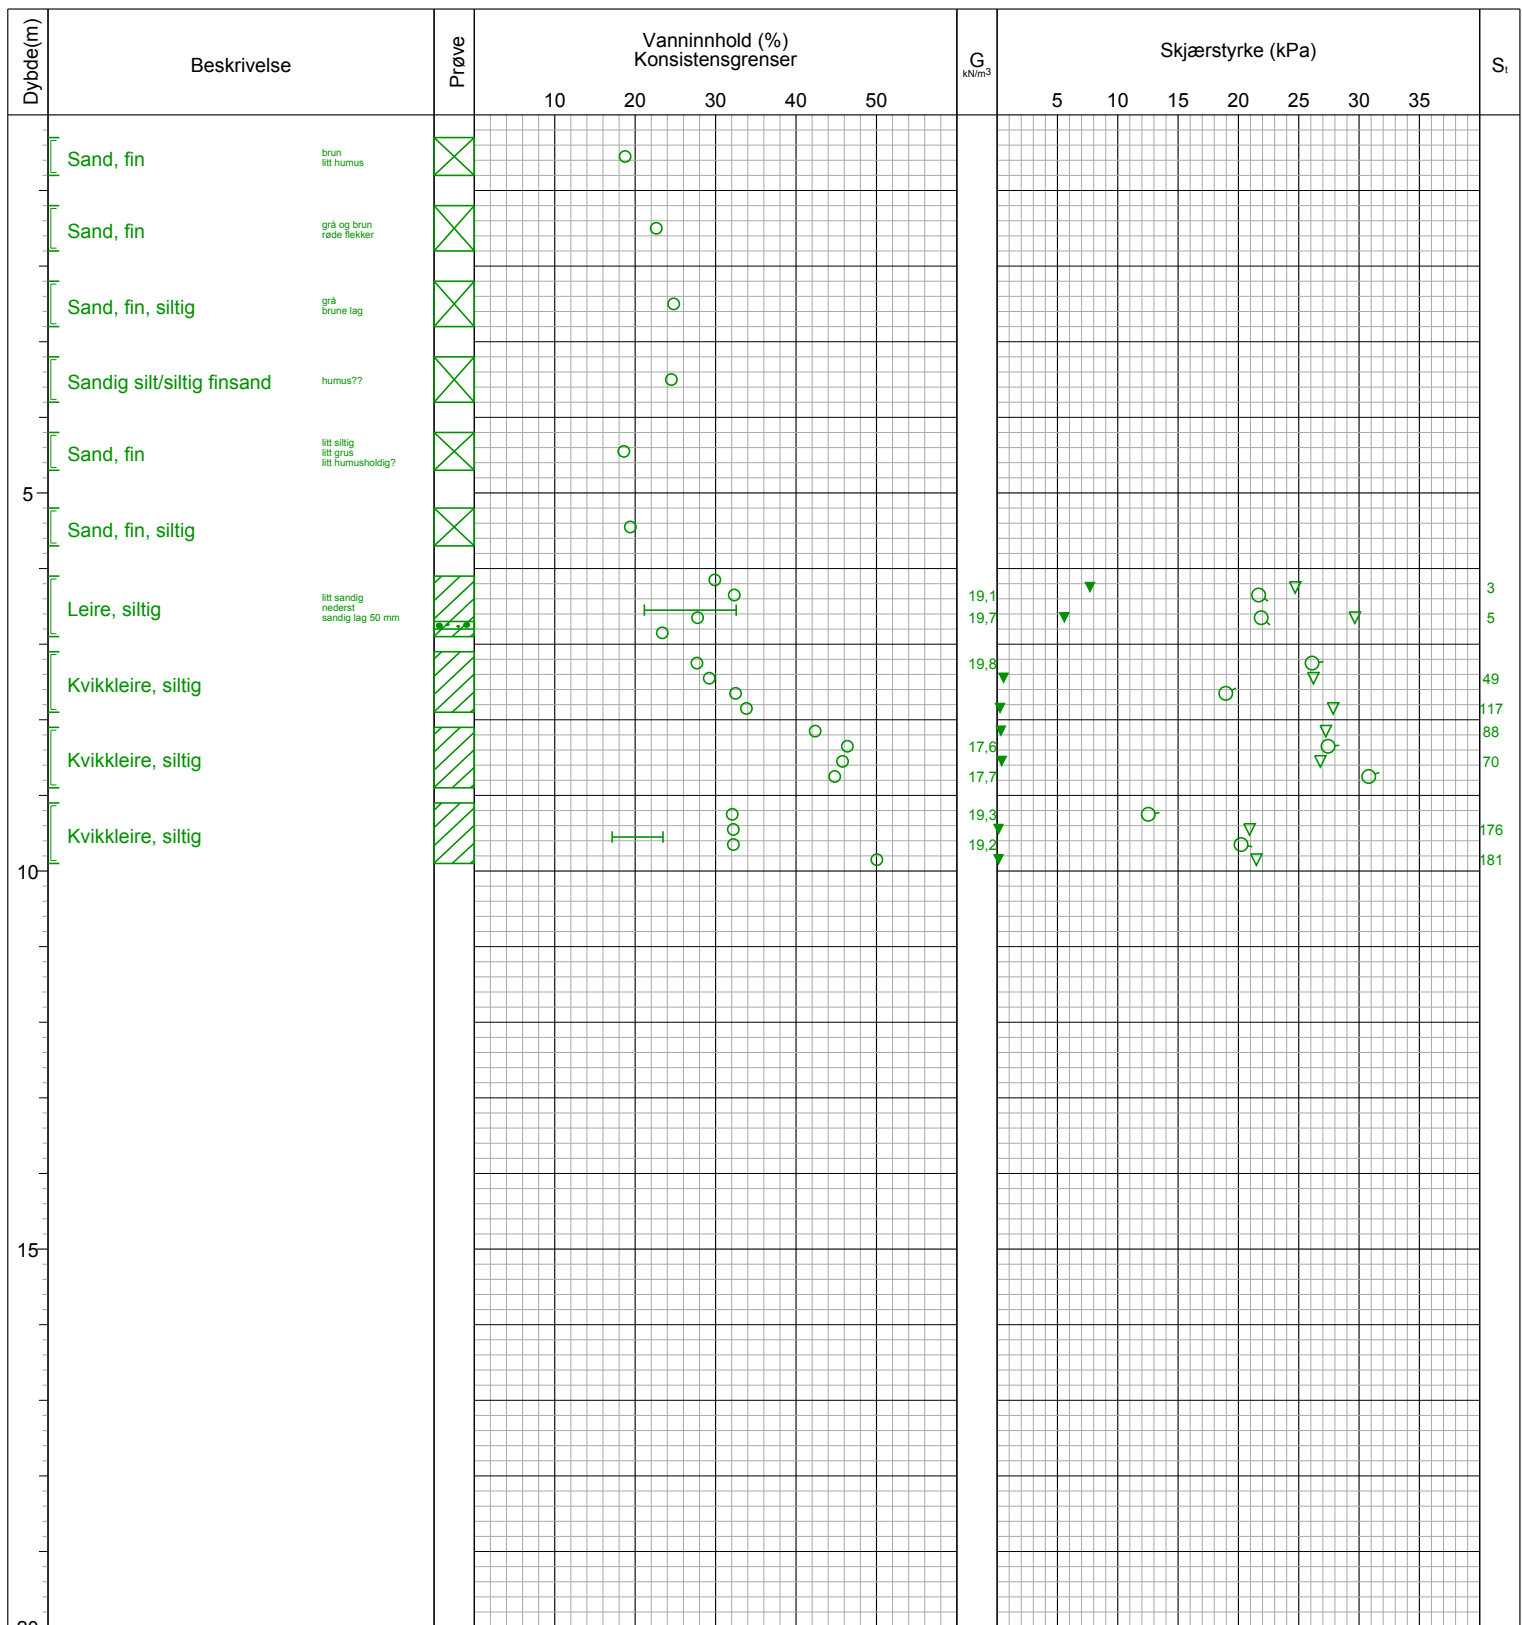 Dybde(m)
Beskrivelse
Prøve
Vanninnhold (%)
Konsistensgrenser
10 20 30 40 50
G
kN/m3
Skjærstyrke (kPa)
5 10 15 20 25 30 35
St
Sand, fin
brun
litt humus
Sand, fin
grå og brun
røde flekker
Sand, fin, siltig
grå
brune lag
Sandig silt/siltig finsand
humus??
Sand, fin
litt siltig
litt grus
litt humusholdig?
5
Sand, fin, siltig
Leire, siltig
litt sandig
nederst
sandig lag 50 mm
19,1 3
19,7 5
Kvikkleire, siltig
19,8
49
117
Kvikkleire, siltig
88
17,6
70
17,7
Kvikkleire, siltig
19,3
176
19,2
181
10
15
20